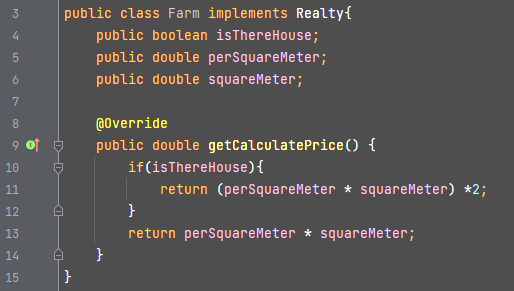 3 public class Farm implements Realty{
4     public boolean isThereHouse;
5     public double perSquareMeter;
6     public double squareMeter;
7
8     @Override
9     public double getCalculatePrice() {
10         if(isThereHouse){
11             return (perSquareMeter * squareMeter) *2;
12         }
13         return perSquareMeter * squareMeter;
14     }
15 }